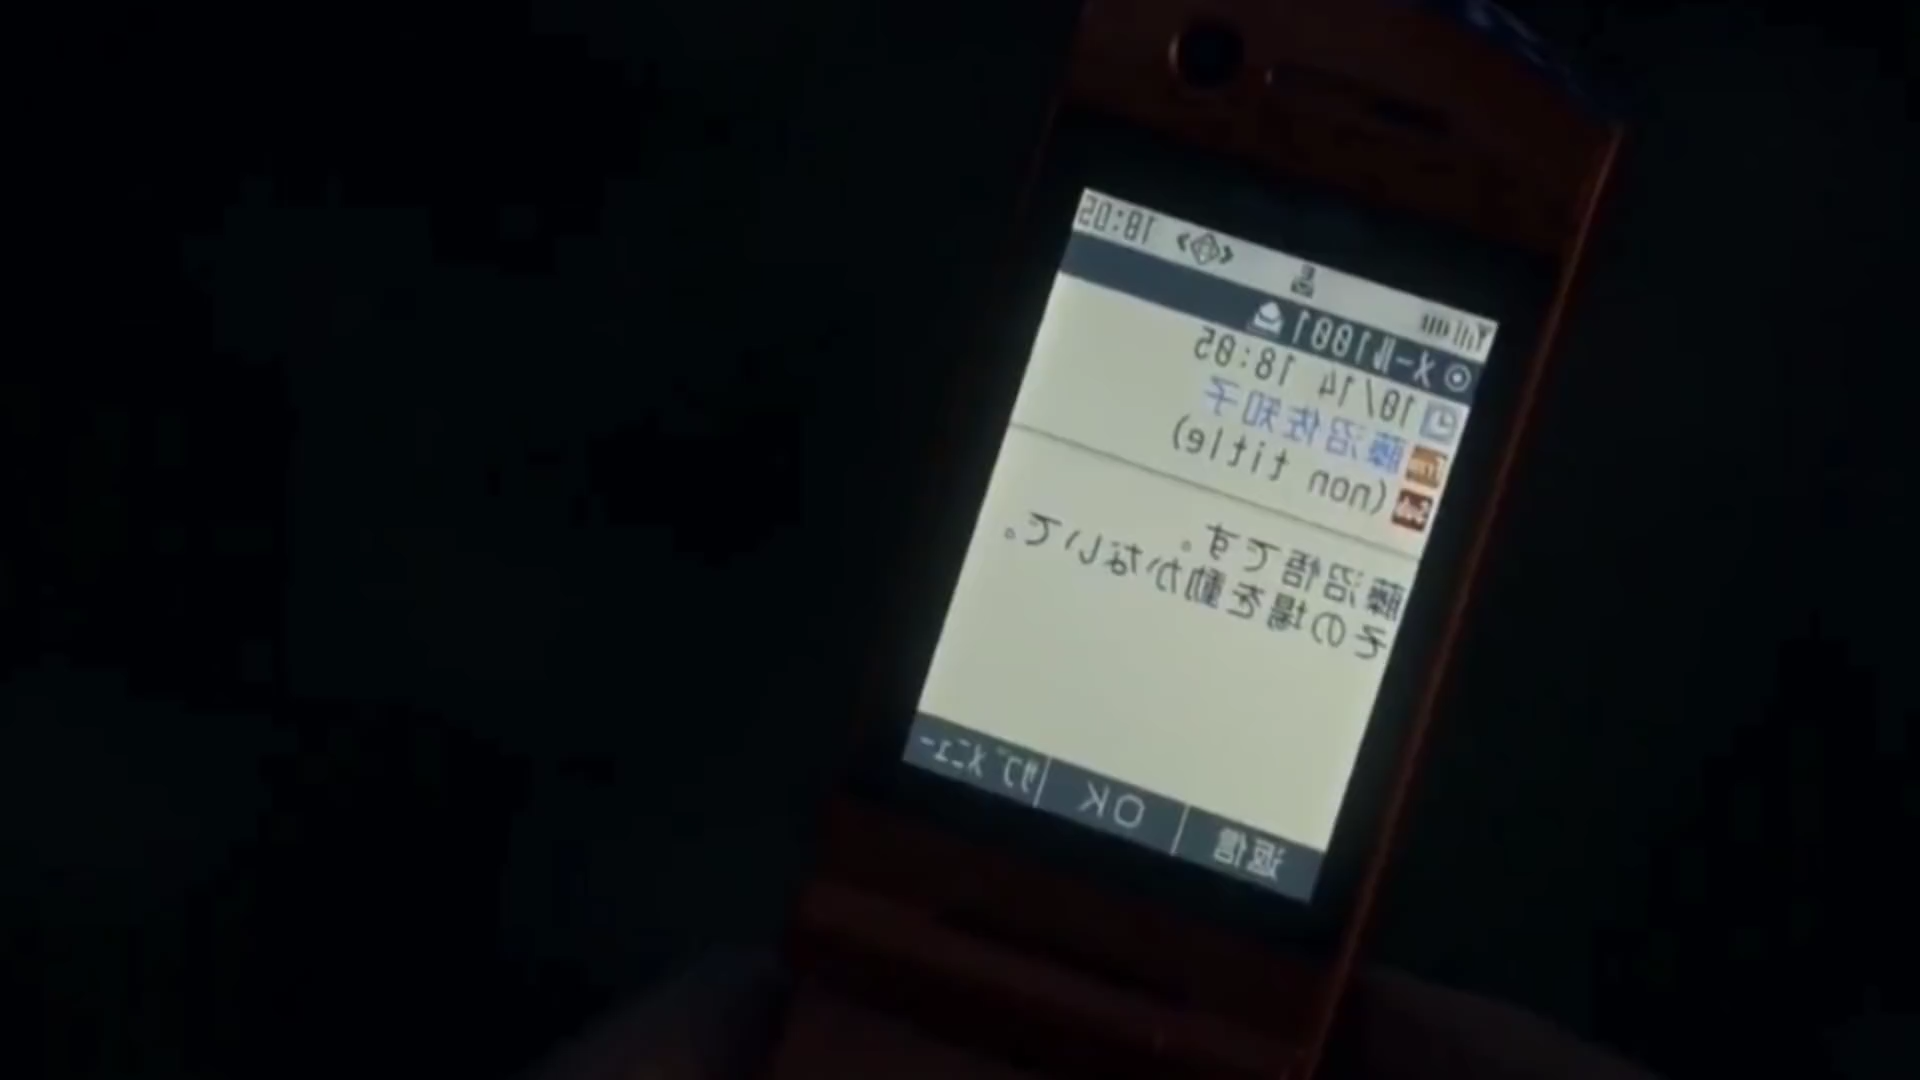 18:05
メール1001
10/14 18:05
藤沼佐知子
Sub (non title)
藤沼悟です。
その場を動かないで。
返信 OK サブメニュー